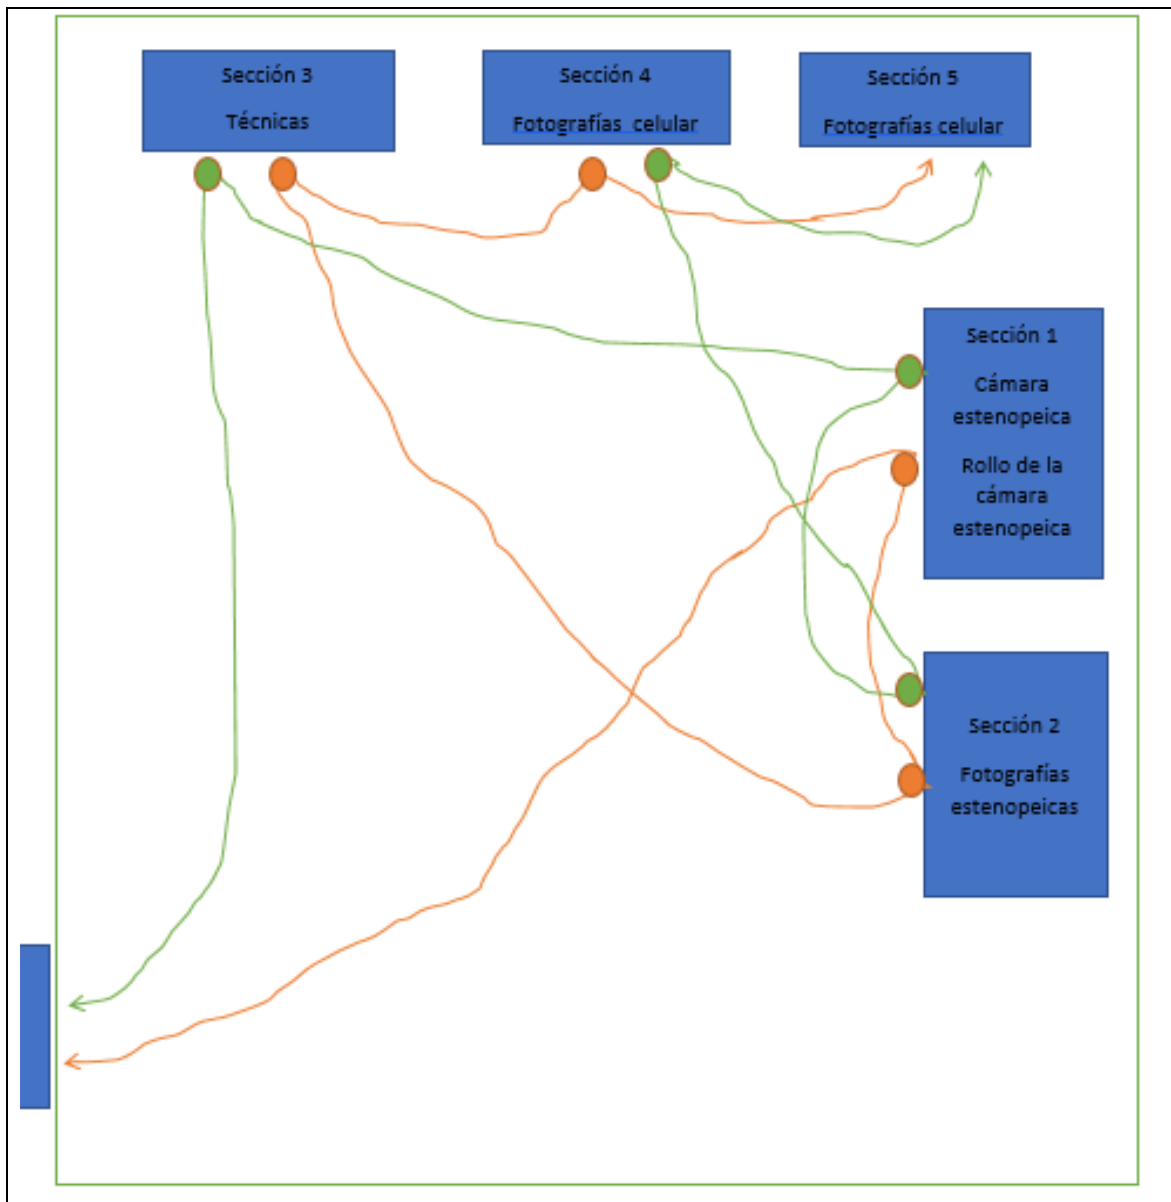 Sección 3
Técnicas
Sección 4
Fotografías celular
Sección 5
Fotografías celular
Sección 1
Cámara
estenopeica
Rollo de la
cámara
estenopeica
Sección 2
Fotografías
estenopeicas